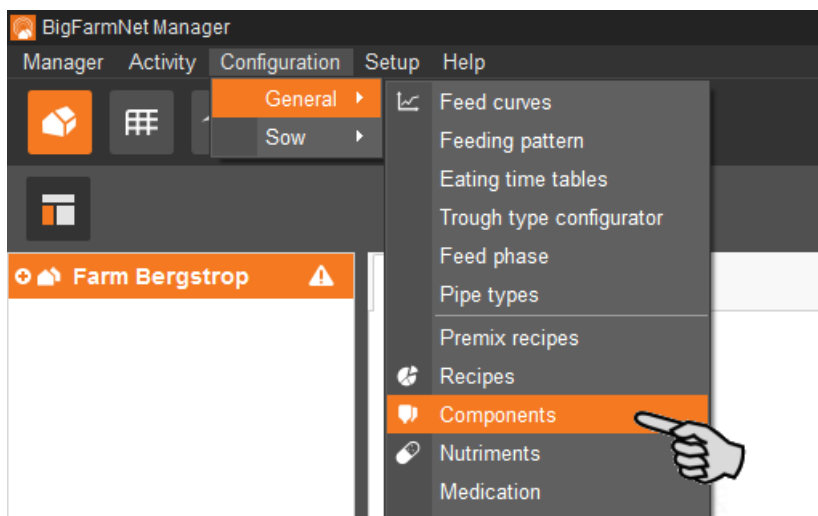 BigFarmNet Manager
Manager Activity Configuration Setup Help
General
Sow
Feed curves
Feeding pattern
Eating time tables
Trough type configurator
Feed phase
Pipe types
Premix recipes
Recipes
Components
Nutriments
Medication
Farm Bergstrop